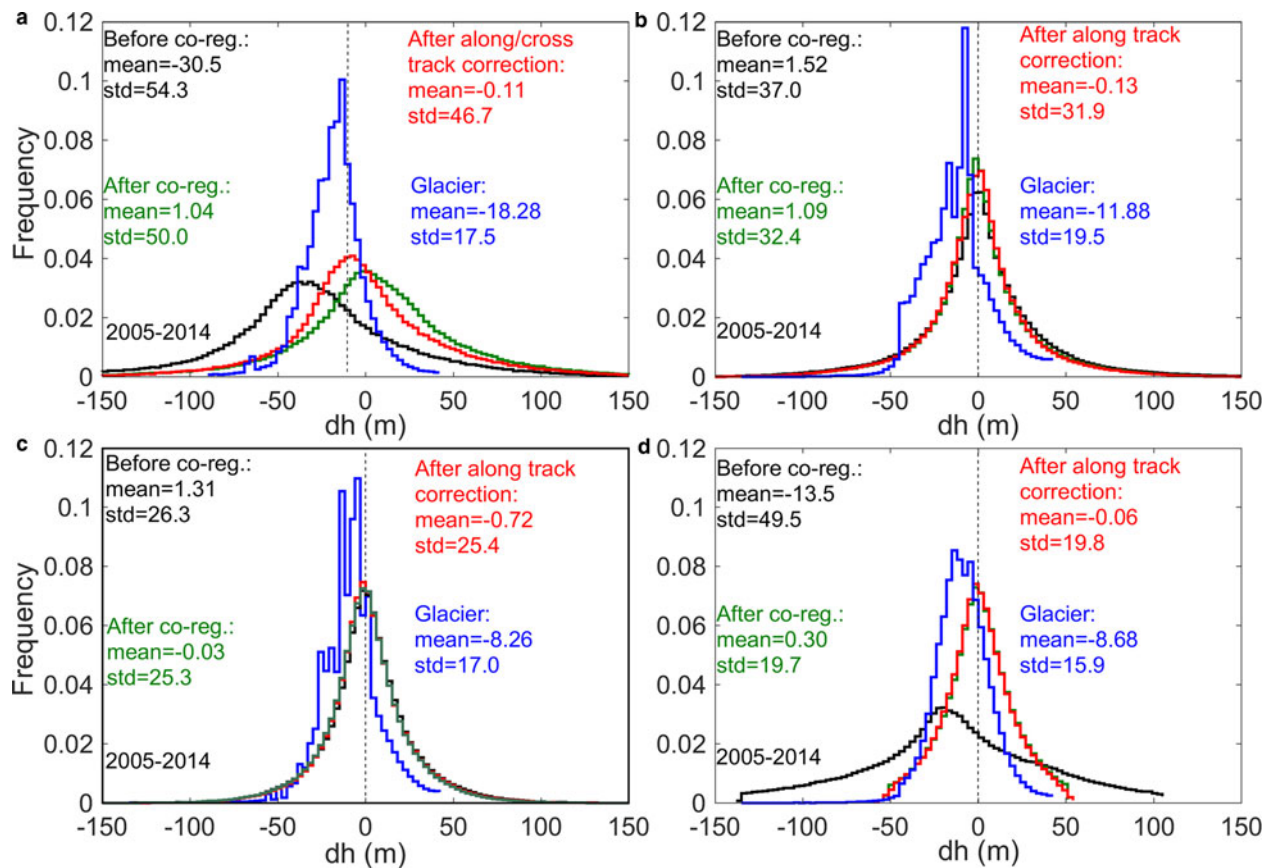 a
0.12
0.1
0.08
0.06
0.04
0.02
0
Frequency
Before co-reg.:
mean=-30.5
std=54.3
After along/cross
track correction:
mean=-0.11
std=46.7
After co-reg.:
mean=1.04
std=50.0
Glacier:
mean=-18.28
std=17.5
2005-2014
-150 -100 -50 0 50 100 150
dh (m)
b
0.12
0.1
0.08
0.06
0.04
0.02
0
Before co-reg.:
mean=1.52
std=37.0
After along track
correction:
mean=-0.13
std=31.9
After co-reg.:
mean=1.09
std=32.4
Glacier:
mean=-11.88
std=19.5
2005-2014
-150 -100 -50 0 50 100 150
dh (m)
c
0.12
0.1
0.08
0.06
0.04
0.02
0
Frequency
Before co-reg.:
mean=1.31
std=26.3
After along track
correction:
mean=-0.72
std=25.4
After co-reg.:
mean=-0.03
std=25.3
Glacier:
mean=-8.26
std=17.0
2005-2014
-150 -100 -50 0 50 100 150
dh (m)
d
0.12
0.1
0.08
0.06
0.04
0.02
0
Before co-reg.:
mean=-13.5
std=49.5
After along track
correction:
mean=-0.06
std=19.8
After co-reg.:
mean=0.30
std=19.7
Glacier:
mean=-8.68
std=15.9
2005-2014
-150 -100 -50 0 50 100 150
dh (m)